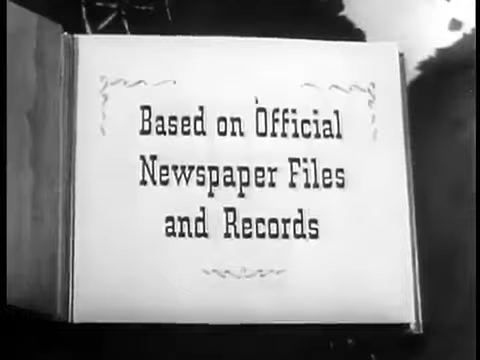 Based on Official
Newspaper Files
and Records